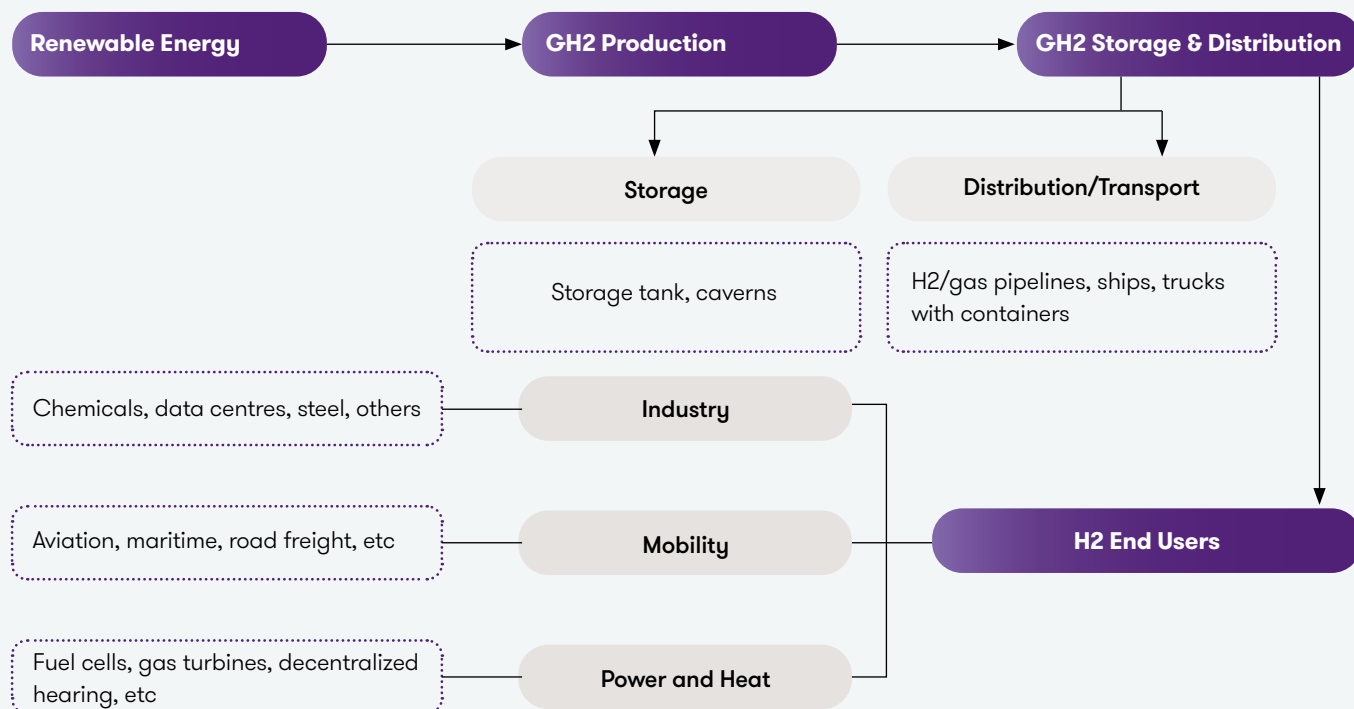 Renewable Energy
GH2 Production
GH2 Storage & Distribution
Storage
Distribution/Transport
Storage tank, caverns
H2/gas pipelines, ships, trucks
with containers
Chemicals, data centres, steel, others
Industry
Aviation, maritime, road freight, etc
Mobility
H2 End Users
Fuel cells, gas turbines, decentralized
hearing, etc
Power and Heat